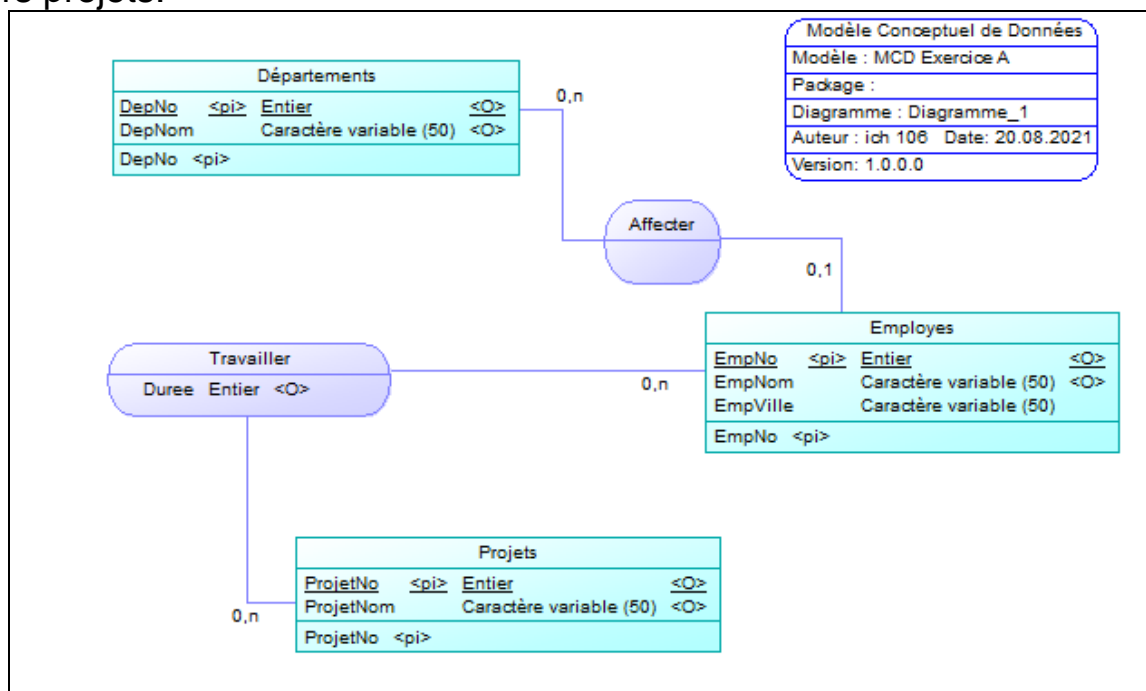 re projets.
Modèle Conceptuel de Données
Modèle : MCD Exercice A
Package :
Diagramme : Diagramme_1
Auteur : ich 106 Date: 20.08.2021
Version: 1.0.0.0
Départements
DepNo <pi> Entier <O>
DepNom Caractère variable (50) <O>
DepNo <pi>
0,n
Affecter
0,1
Employes
EmpNo <pi> Entier <O>
EmpNom Caractère variable (50) <O>
EmpVille Caractère variable (50)
EmpNo <pi>
Travailler
Duree Entier <O>
0,n
Projets
ProjetNo <pi> Entier <O>
ProjetNom Caractère variable (50) <O>
ProjetNo <pi>
0,n